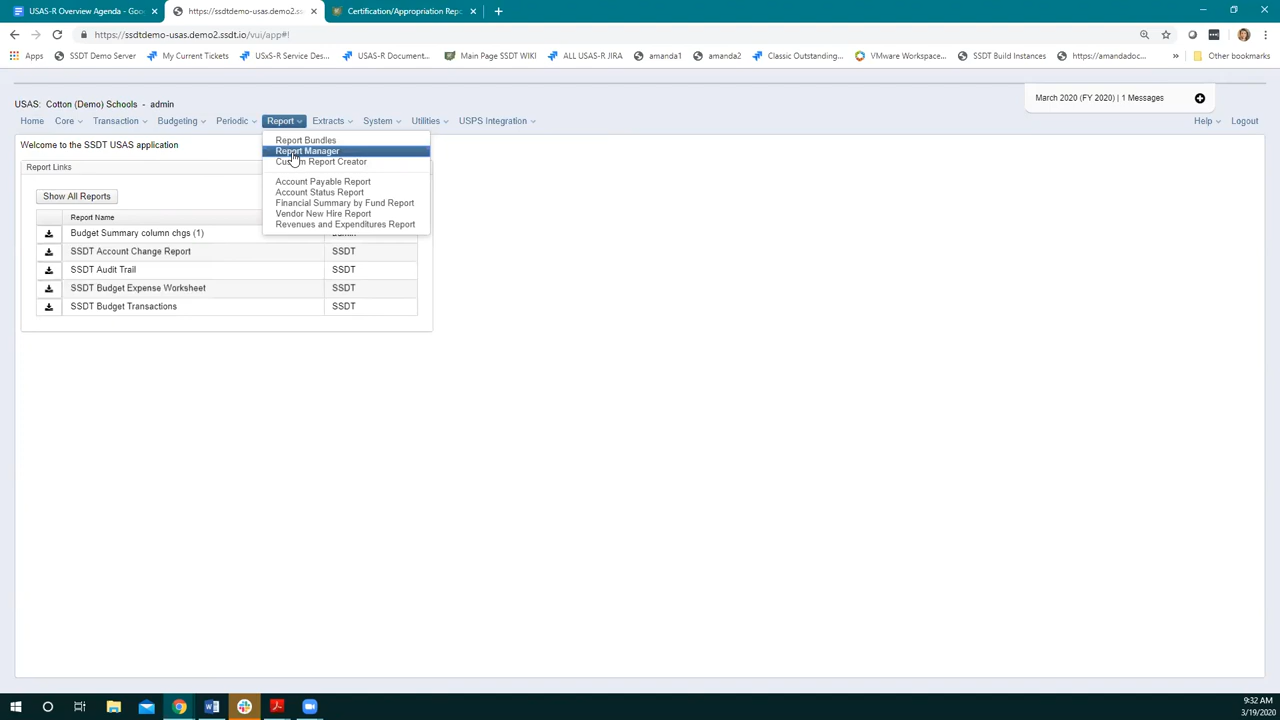 USAS-R Overview Agenda - Goo
https://ssdtdemo-usas.demo2.ssdt.io
Certification/Appropriation Repo
https://ssdtdemo-usas.demo2.ssdt.io/vui/app#!
Apps SSDT Demo Server My Current Tickets USxS-R Service Des... USAS-R Document... Main Page SSDT WIKI ALL USAS-R JIRA amanda1 amanda2 Classic Outstanding... VMware Workspace... SSDT Build Instances https://amandadoc... » Other bookmarks
USAS: Cotton (Demo) Schools - admin
March 2020 (FY 2020) | 1 Messages
Home Core Transaction Budgeting Periodic Report Extracts System Utilities USPS Integration Help Logout
Welcome to the SSDT USAS application
Report Bundles
Report Manager
Custom Report Creator
Account Payable Report
Account Status Report
Financial Summary by Fund Report
Vendor New Hire Report
Revenues and Expenditures Report
Report Links
Show All Reports
Report Name
Budget Summary column chgs (1)
SSDT Account Change Report SSDT
SSDT Audit Trail SSDT
SSDT Budget Expense Worksheet SSDT
SSDT Budget Transactions SSDT
9:32 AM
3/19/2020